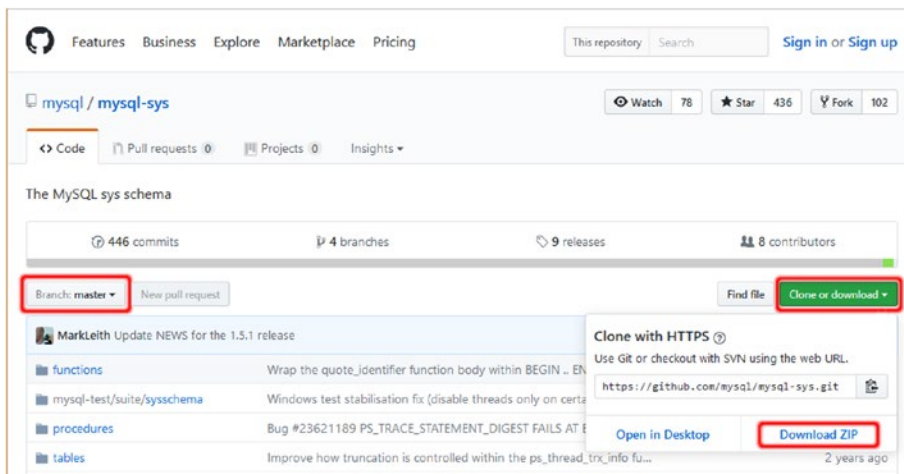 Features Business Explore Marketplace Pricing This repository Search Sign in or Sign up
mysql / mysql-sys Watch 78 Star 436 Fork 102
<> Code Pull requests 0 Projects 0 Insights
The MySQL sys schema
446 commits 4 branches 9 releases 8 contributors
Branch: master New pull request Find file Clone or download
MarkLeith Update NEWS for the 1.5.1 release
functions Wrap the quote_identifier function body within BEGIN .. EN
mysql-test/suite/sysschema Windows test stabilisation fix (disable threads only on certa
procedures Bug #23621189 PS_TRACE_STATEMENT_DIGEST FAILS AT E
tables Improve how truncation is controlled within the ps_thread_trx_info fu... 2 years ago
Clone with HTTPS ?
Use Git or checkout with SVN using the web URL.
https://github.com/mysql/mysql-sys.git
Open in Desktop Download ZIP